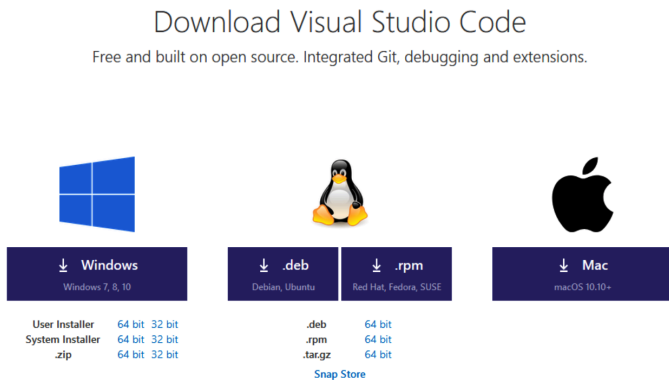 Download Visual Studio Code
Free and built on open source. Integrated Git, debugging and extensions.
Windows
Windows 7, 8, 10
.deb
Debian, Ubuntu
.rpm
Red Hat, Fedora, SUSE
Mac
macOS 10.10+
User Installer 64 bit 32 bit
System Installer 64 bit 32 bit
.zip 64 bit 32 bit
.deb 64 bit
.rpm 64 bit
.tar.gz 64 bit
Snap Store